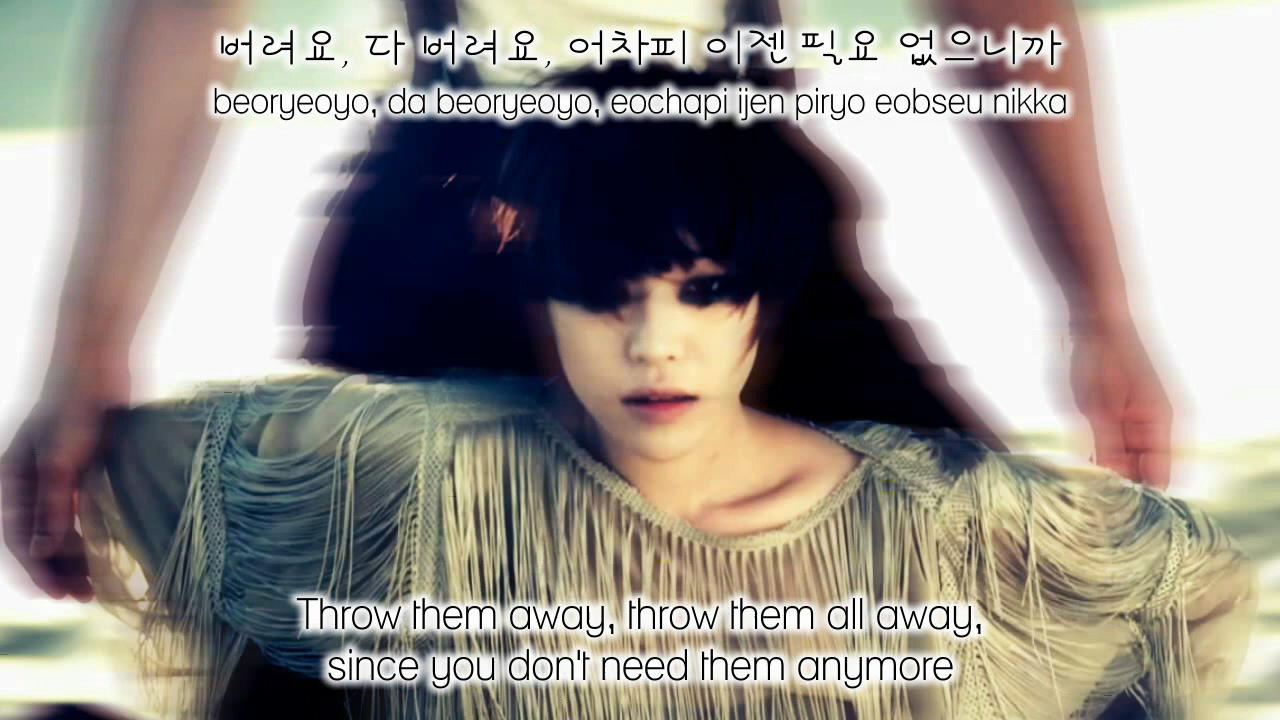 버려요, 다 버려요, 어차피 이젠 필요 없으니까
beoryeoyo, da beoryeoyo, eochapi ijen piryo eobseu nikka
Throw them away, throw them all away,
since you don't need them anymore